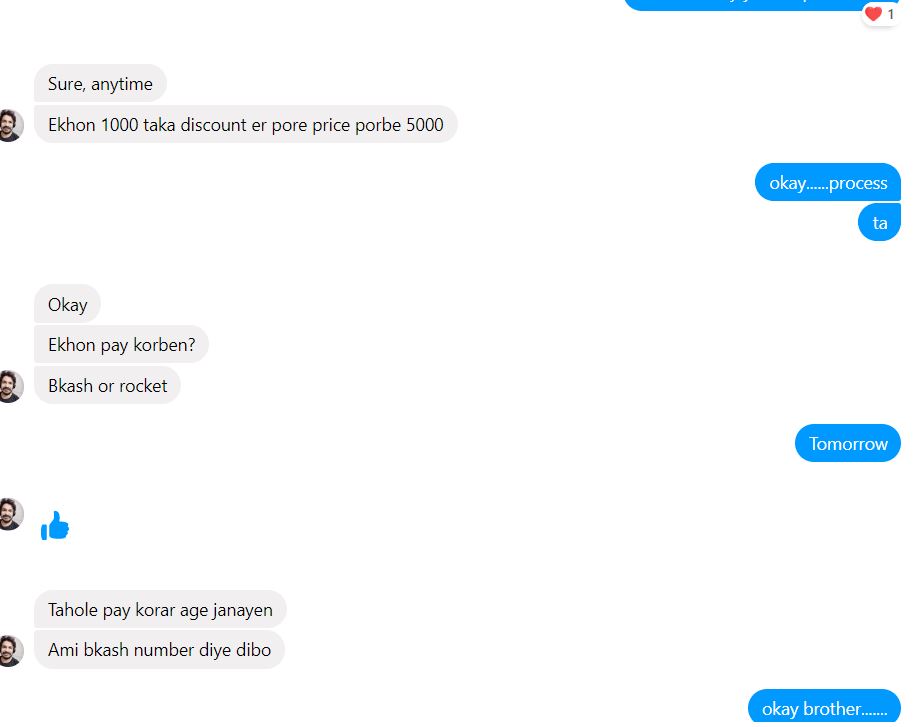 1
Sure, anytime
Ekhon 1000 taka discount er pore price porbe 5000
okay......process
ta
Okay
Ekhon pay korben?
Bkash or rocket
Tomorrow
Tahole pay korar age janayen
Ami bkash number diye dibo
okay brother.......